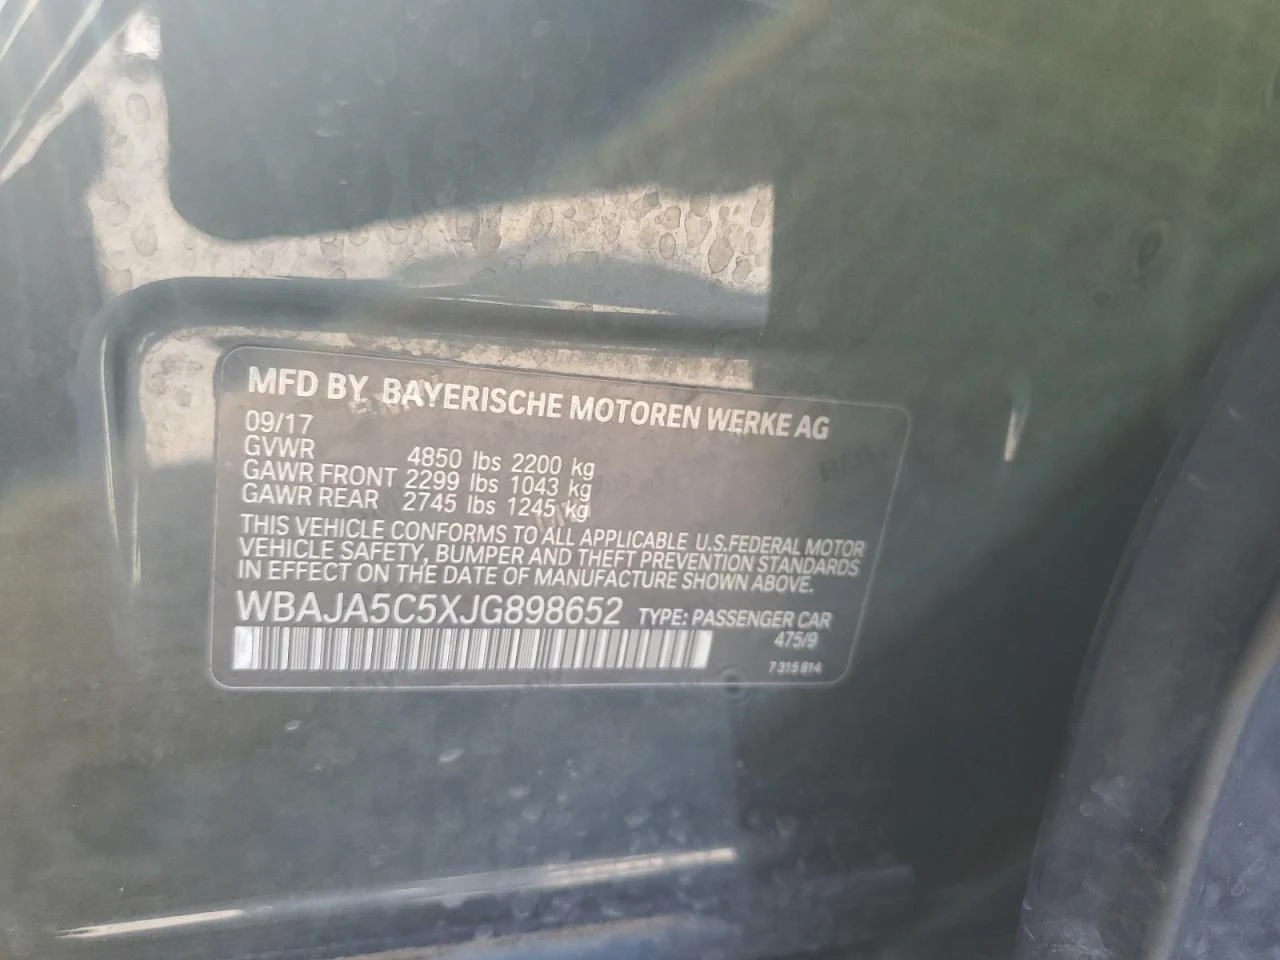 MFD BY BAYERISCHE MOTOREN WERKE AG
09/17
GVWR 4850 lbs 2200 kg
GAWR FRONT 2299 lbs 1043 kg
GAWR REAR 2745 lbs 1245 kg
THIS VEHICLE CONFORMS TO ALL APPLICABLE U.S.FEDERAL MOTOR
VEHICLE SAFETY, BUMPER AND THEFT PREVENTION STANDARDS
IN EFFECT ON THE DATE OF MANUFACTURE SHOWN ABOVE.
WBAJA5C5XJG898652 TYPE: PASSENGER CAR
475/9
7 315 814